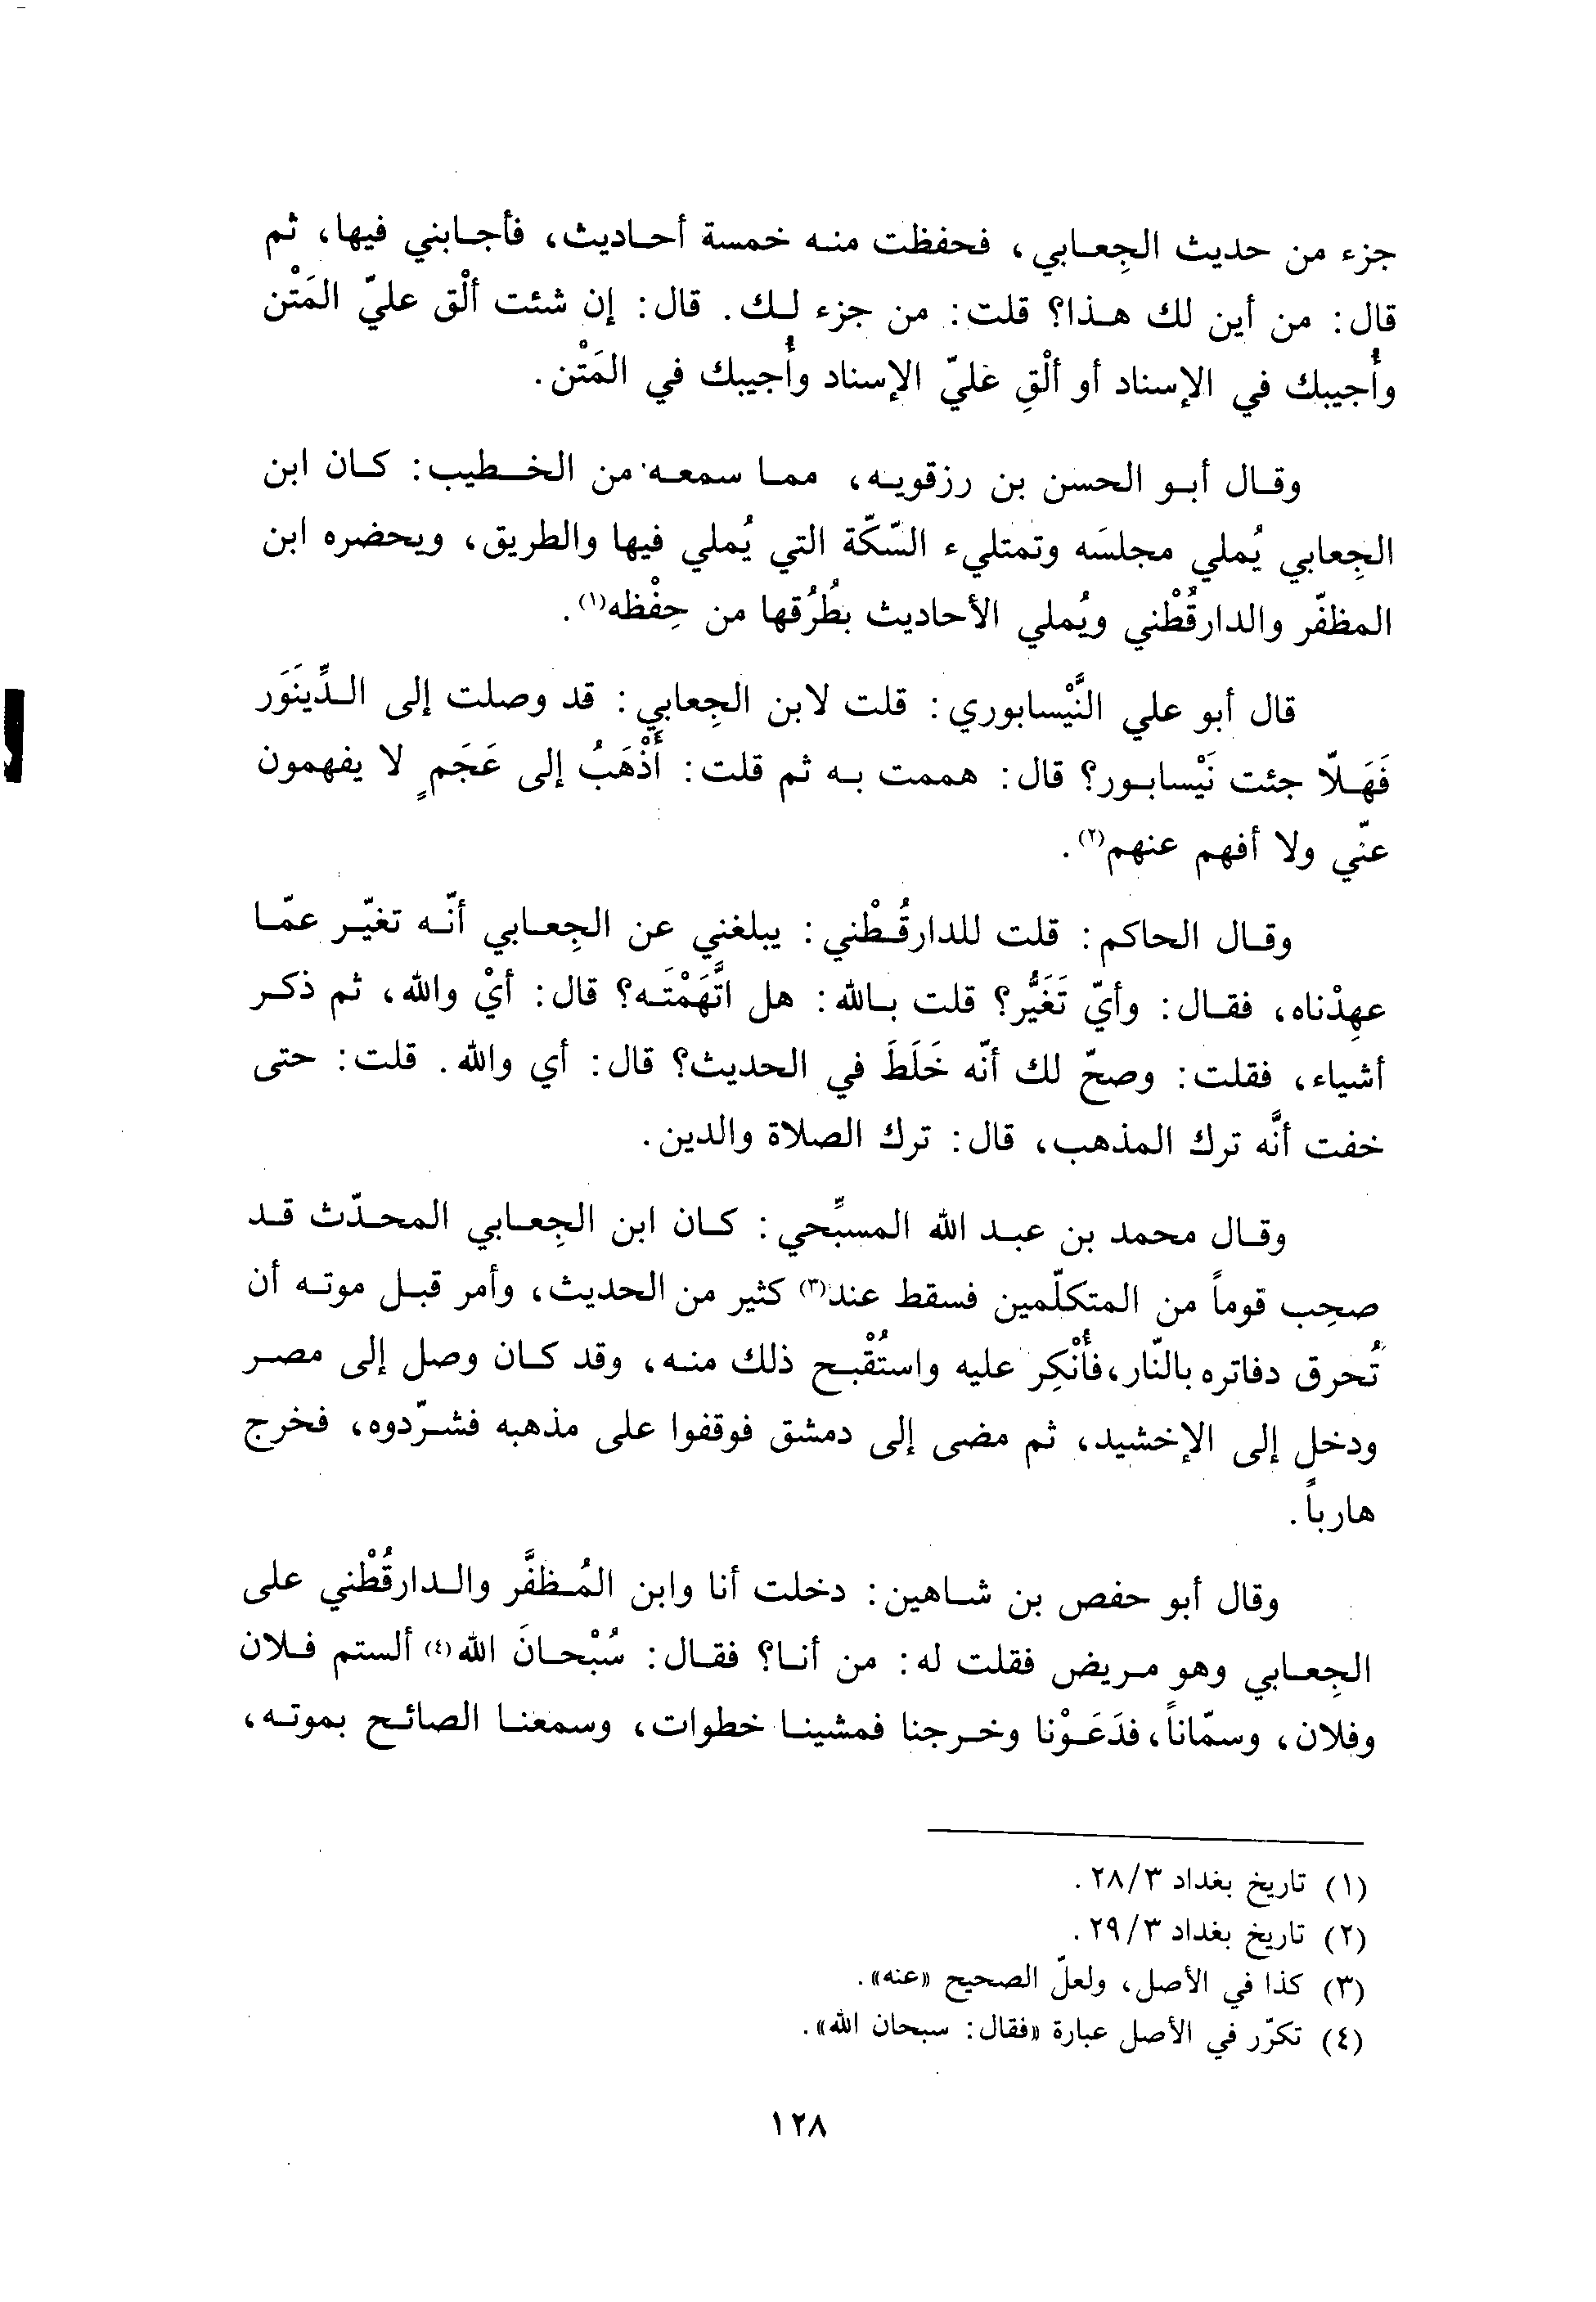 جزء من حديث الجِعابي، فحفظت منه خمسة أحاديث، فأجابني فيها، ثم
قال: من أين لك هذا؟ قلت: من جزء لك. قال: إن شئت ألْق عليّ المَتْن
وأُجيبك في الإسناد أو ألْقِ عَليّ الإسناد وأُجيبك في المَتْن.
وقال أبو الحسن بن رزقويه، مما سمعه من الخطيب: كان ابن
الجِعابي يُملي مجلسَه وتمتليء السّكّة التي يُملي فيها والطريق، ويحضره ابن
المظفّر والدارقُطْني ويُملي الأحاديث بطُرُقها من حِفْظه(١).
قال أبو علي النَّيْسابوري: قلت لابن الجِعابي: قد وصلت إلى الدِّينَوَر
فَهَلّا جئت نَيْسابور؟ قال: هممت به ثم قلت: أَذْهَبُ إلى عَجَمٍ لا يفهمون
عنّي ولا أفهم عنهم(٢).
وقال الحاكم: قلت للدارقُطْني: يبلغني عن الجِعابي أنّه تغيّر عمّا
عهِدْناه، فقال: وأيّ تَغَيُّر؟ قلت بالله: هل اتَّهَمْتَه؟ قال: أيْ والله، ثم ذكر
أشياء، فقلت: وصحّ لك أنّه خَلَطَ في الحديث؟ قال: أي والله. قلت: حتى
خفت أنَّه ترك المذهب، قال: ترك الصلاة والدين.
وقال محمد بن عبد الله المسبِّحي: كان ابن الجِعابي المحدّث قد
صحِب قوماً من المتكلّمين فسقط عند(٣) كثير من الحديث، وأمر قبل موته أن
تُحرق دفاتره بالنّار، فأُنْكِر عليه واستُقْبح ذلك منه، وقد كان وصل إلى مصر
ودخل إلى الإخشيد، ثم مضى إلى دمشق فوقفوا على مذهبه فشرّدوه، فخرج
هارباً.
وقال أبو حفص بن شاهين: دخلت أنا وابن المُظفَّر والدارقُطْني على
الجِعابي وهو مريض فقلت له: من أنا؟ فقال: سُبْحانَ الله(٤) ألستم فلان
وفلان، وسمّاناً، فدَعَوْنا وخرجنا فمشينا خطوات، وسمعنا الصائح بموته،
(١) تاريخ بغداد ٢٨/٣.
(٢) تاريخ بغداد ٢٩/٣.
(٣) كذا في الأصل، ولعلّ الصحيح «عنه».
(٤) تكرّر في الأصل عبارة «فقال: سبحان الله».
١٢٨